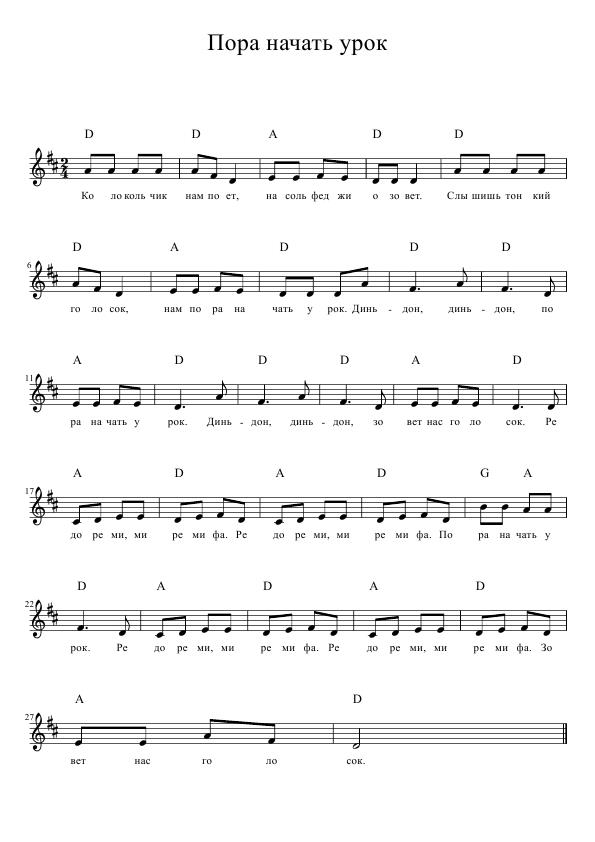 Пора начать урок
D D A D D
2
4
Ко ло коль чик нам по ет, на соль фед жи о зо вет. Слы шишь тон кий
D A D D D
6
го ло сок, нам по ра на чать у рок. Динь - дон, динь - дон, по
A D D D A D
11
ра на чать у рок. Динь - дон, динь - дон, зо вет нас го ло сок. Ре
A D A D G A
17
до ре ми, ми ре ми фа. Ре до ре ми, ми ре ми фа. По ра на чать у
D A D A D
22
рок. Ре до ре ми, ми ре ми фа. Ре до ре ми, ми ре ми фа. Зо
A D
27
вет нас го ло сок.